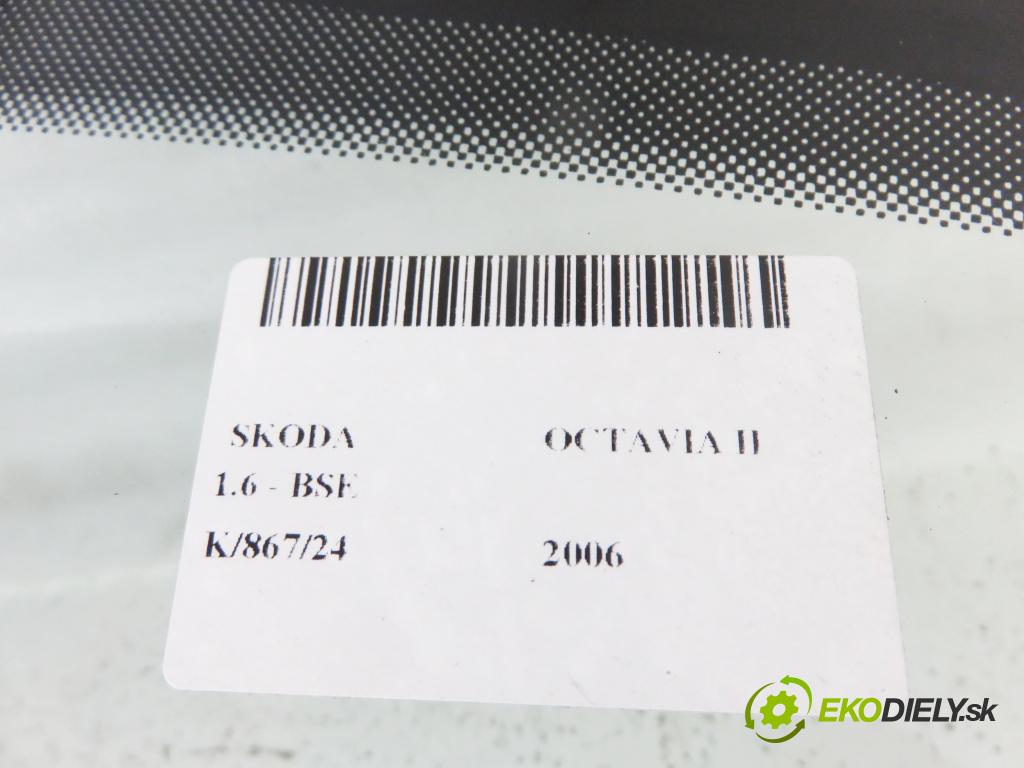 SKODA OCTAVIA II
1.6 - BSE
K/867/24 2006
EKODIELY.sk